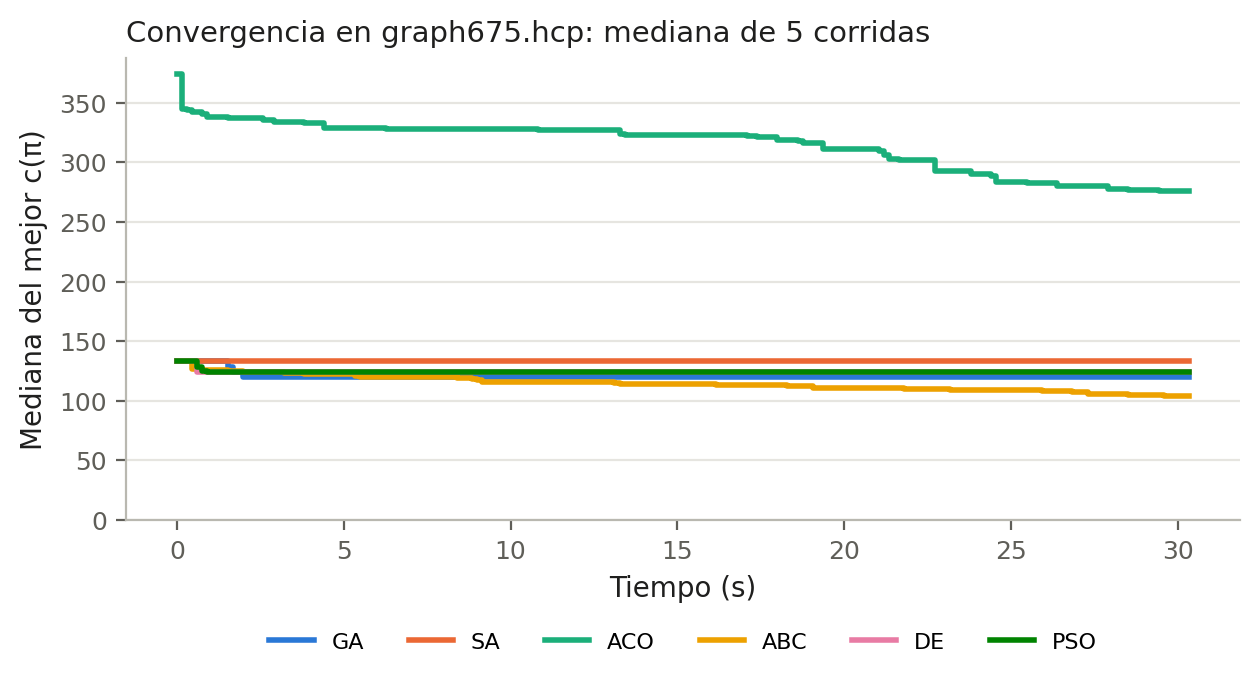 Convergencia en graph675.hcp: mediana de 5 corridas
Mediana del mejor c(π)
350
300
250
200
150
100
50
0
0 5 10 15 20 25 30
Tiempo (s)
GA SA ACO ABC DE PSO